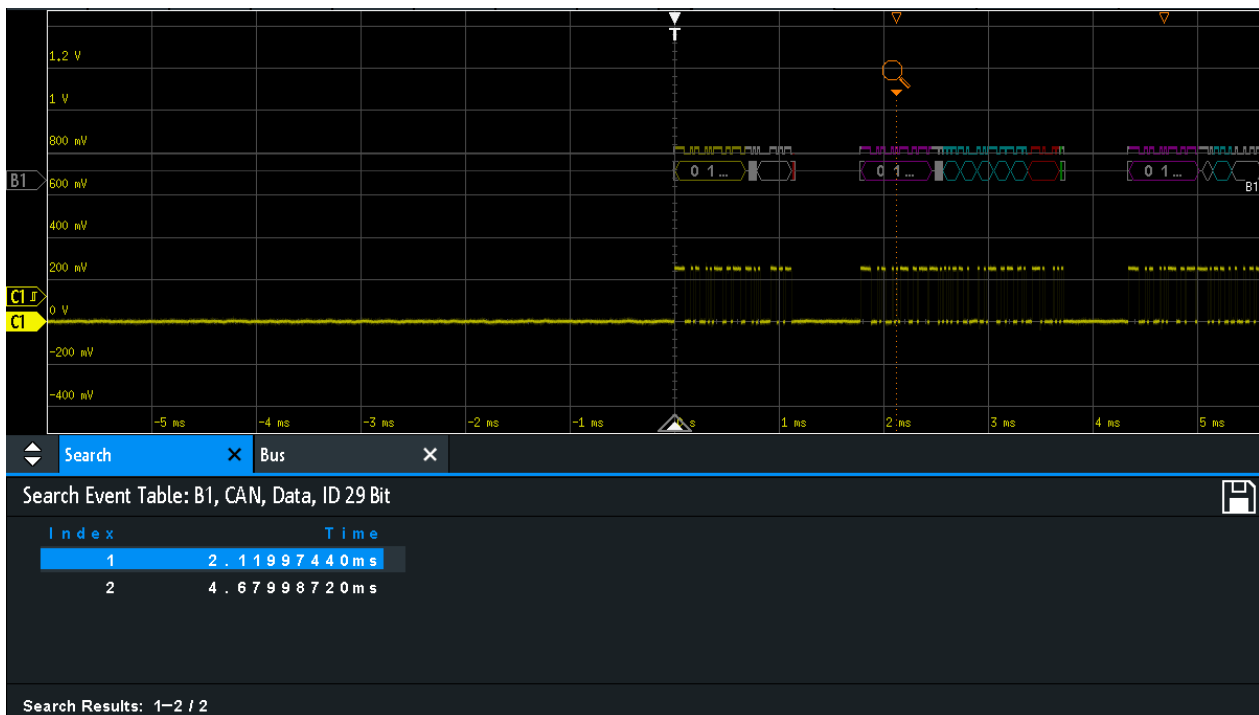 T
1.2 V
1 V
800 mV
B1
0 1...
0 1...
0 1...
600 mV
B1
400 mV
200 mV
C1
0 V
C1
-200 mV
-400 mV
-5 ms
-4 ms
-3 ms
-2 ms
-1 ms
0 s
1 ms
2 ms
3 ms
4 ms
5 ms
Search
Bus
Search Event Table: B1, CAN, Data, ID 29 Bit
Index Time
1 2.11997440ms
2 4.67998720ms
Search Results: 1-2 / 2